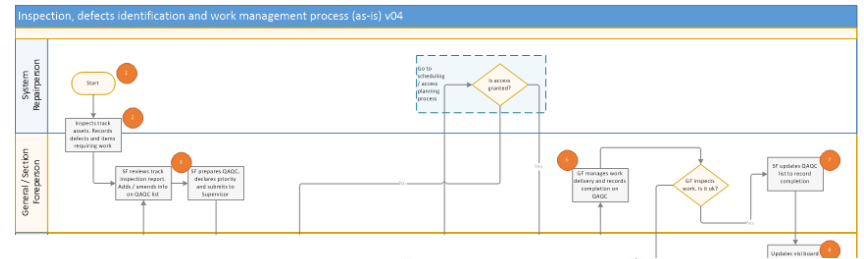 Inspection, defects identification and work management process (as-is) v04
System
Repairperson
Start
1
2
Inspects track
assets. Records
defects and items
requiring work
Go to
scheduling
/ access
planning
process
Is access
granted?
General / Section
Foreperson
3
SF reviews track
inspection report.
Adds / amends info
on QAQC list
SF prepares QAQC,
declares priority
and submits to
Supervisor
No
Yes
6
GF manages work
delivery and records
completion on
QAQC
GF inspects
work. Is it ok?
Yes
7
SF updates QAQC
list to record
completion
8
Updates visi board